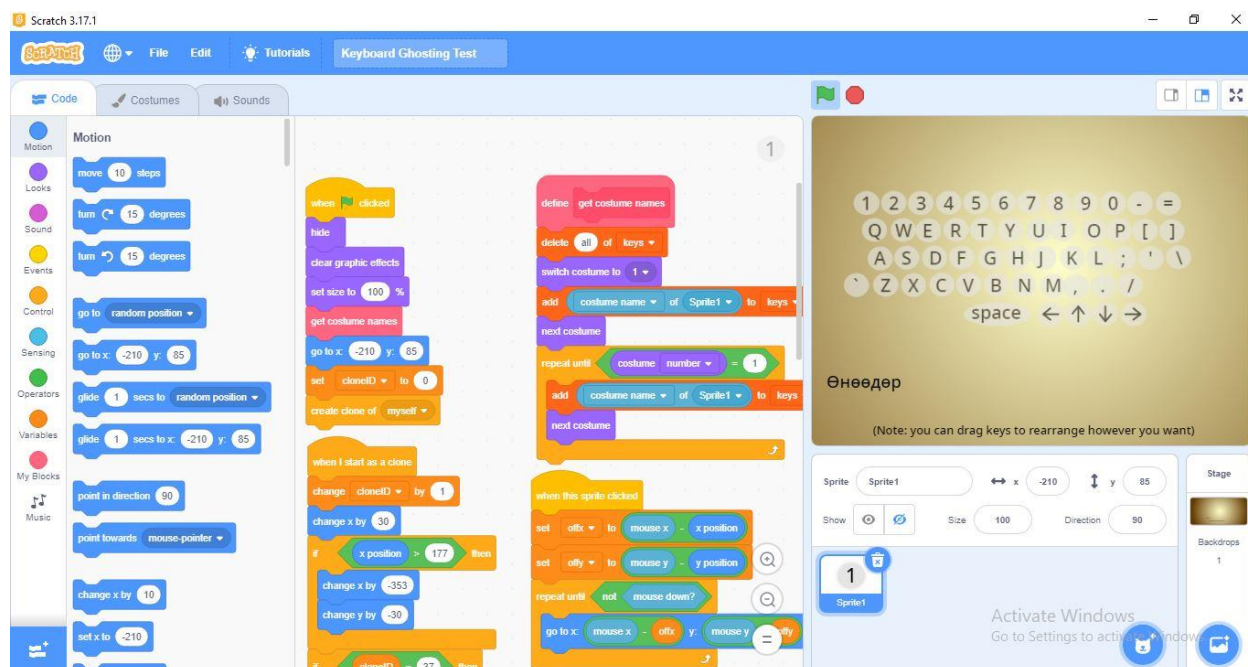 Scratch 3.17.1
SCRATCH File Edit Tutorials Keyboard Ghosting Test
Code Costumes Sounds
Motion
Looks
Sound
Events
Control
Sensing
Operators
Variables
My Blocks
Music
Motion
move 10 steps
turn 15 degrees
turn 15 degrees
go to random position
go to x: -210 y: 85
glide 1 secs to random position
glide 1 secs to x: -210 y: 85
point in direction 90
point towards mouse-pointer
change x by 10
set x to -210
1
when clicked
hide
clear graphic effects
set size to 100 %
get costume names
go to x: -210 y: 85
set cloneID to 0
create clone of myself
when I start as a clone
change cloneID by 1
change x by 30
if x position > 177 then
change x by -353
change y by -30
if cloneID = 37 then
define get costume names
delete all of keys
switch costume to 1
add costume name of Sprite1 to keys
next costume
repeat until costume number = 1
add costume name of Sprite1 to keys
next costume
when this sprite clicked
set offx to mouse x - x position
set offy to mouse y - y position
repeat until not mouse down?
go to x: mouse x - offx y: mouse y offy
1 2 3 4 5 6 7 8 9 0 - =
Q W E R T Y U I O P [ ]
A S D F G H J K L ; ' \
` Z X C V B N M , . /
space ← ↑ ↓ →
Өнөөдөр
(Note: you can drag keys to rearrange however you want)
Sprite Sprite1 x -210 y 85
Show Size 100 Direction 90
1
Sprite1
Stage
Backdrops
1
Activate Windows
Go to Settings to activate Windows